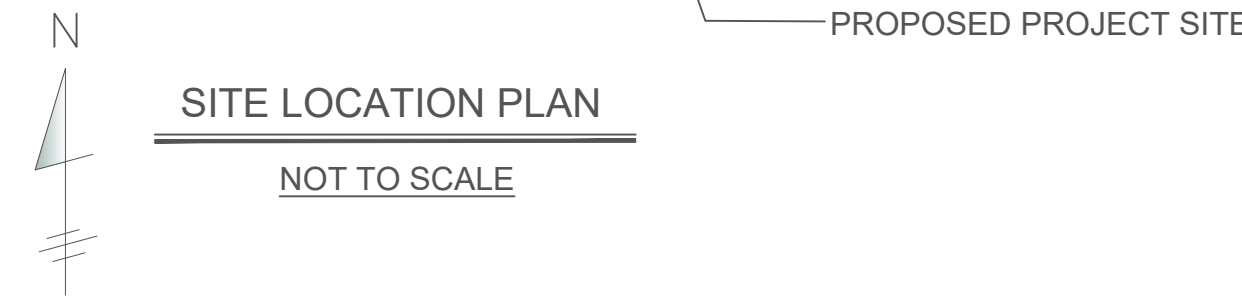 N
PROPOSED PROJECT SITE
SITE LOCATION PLAN
NOT TO SCALE